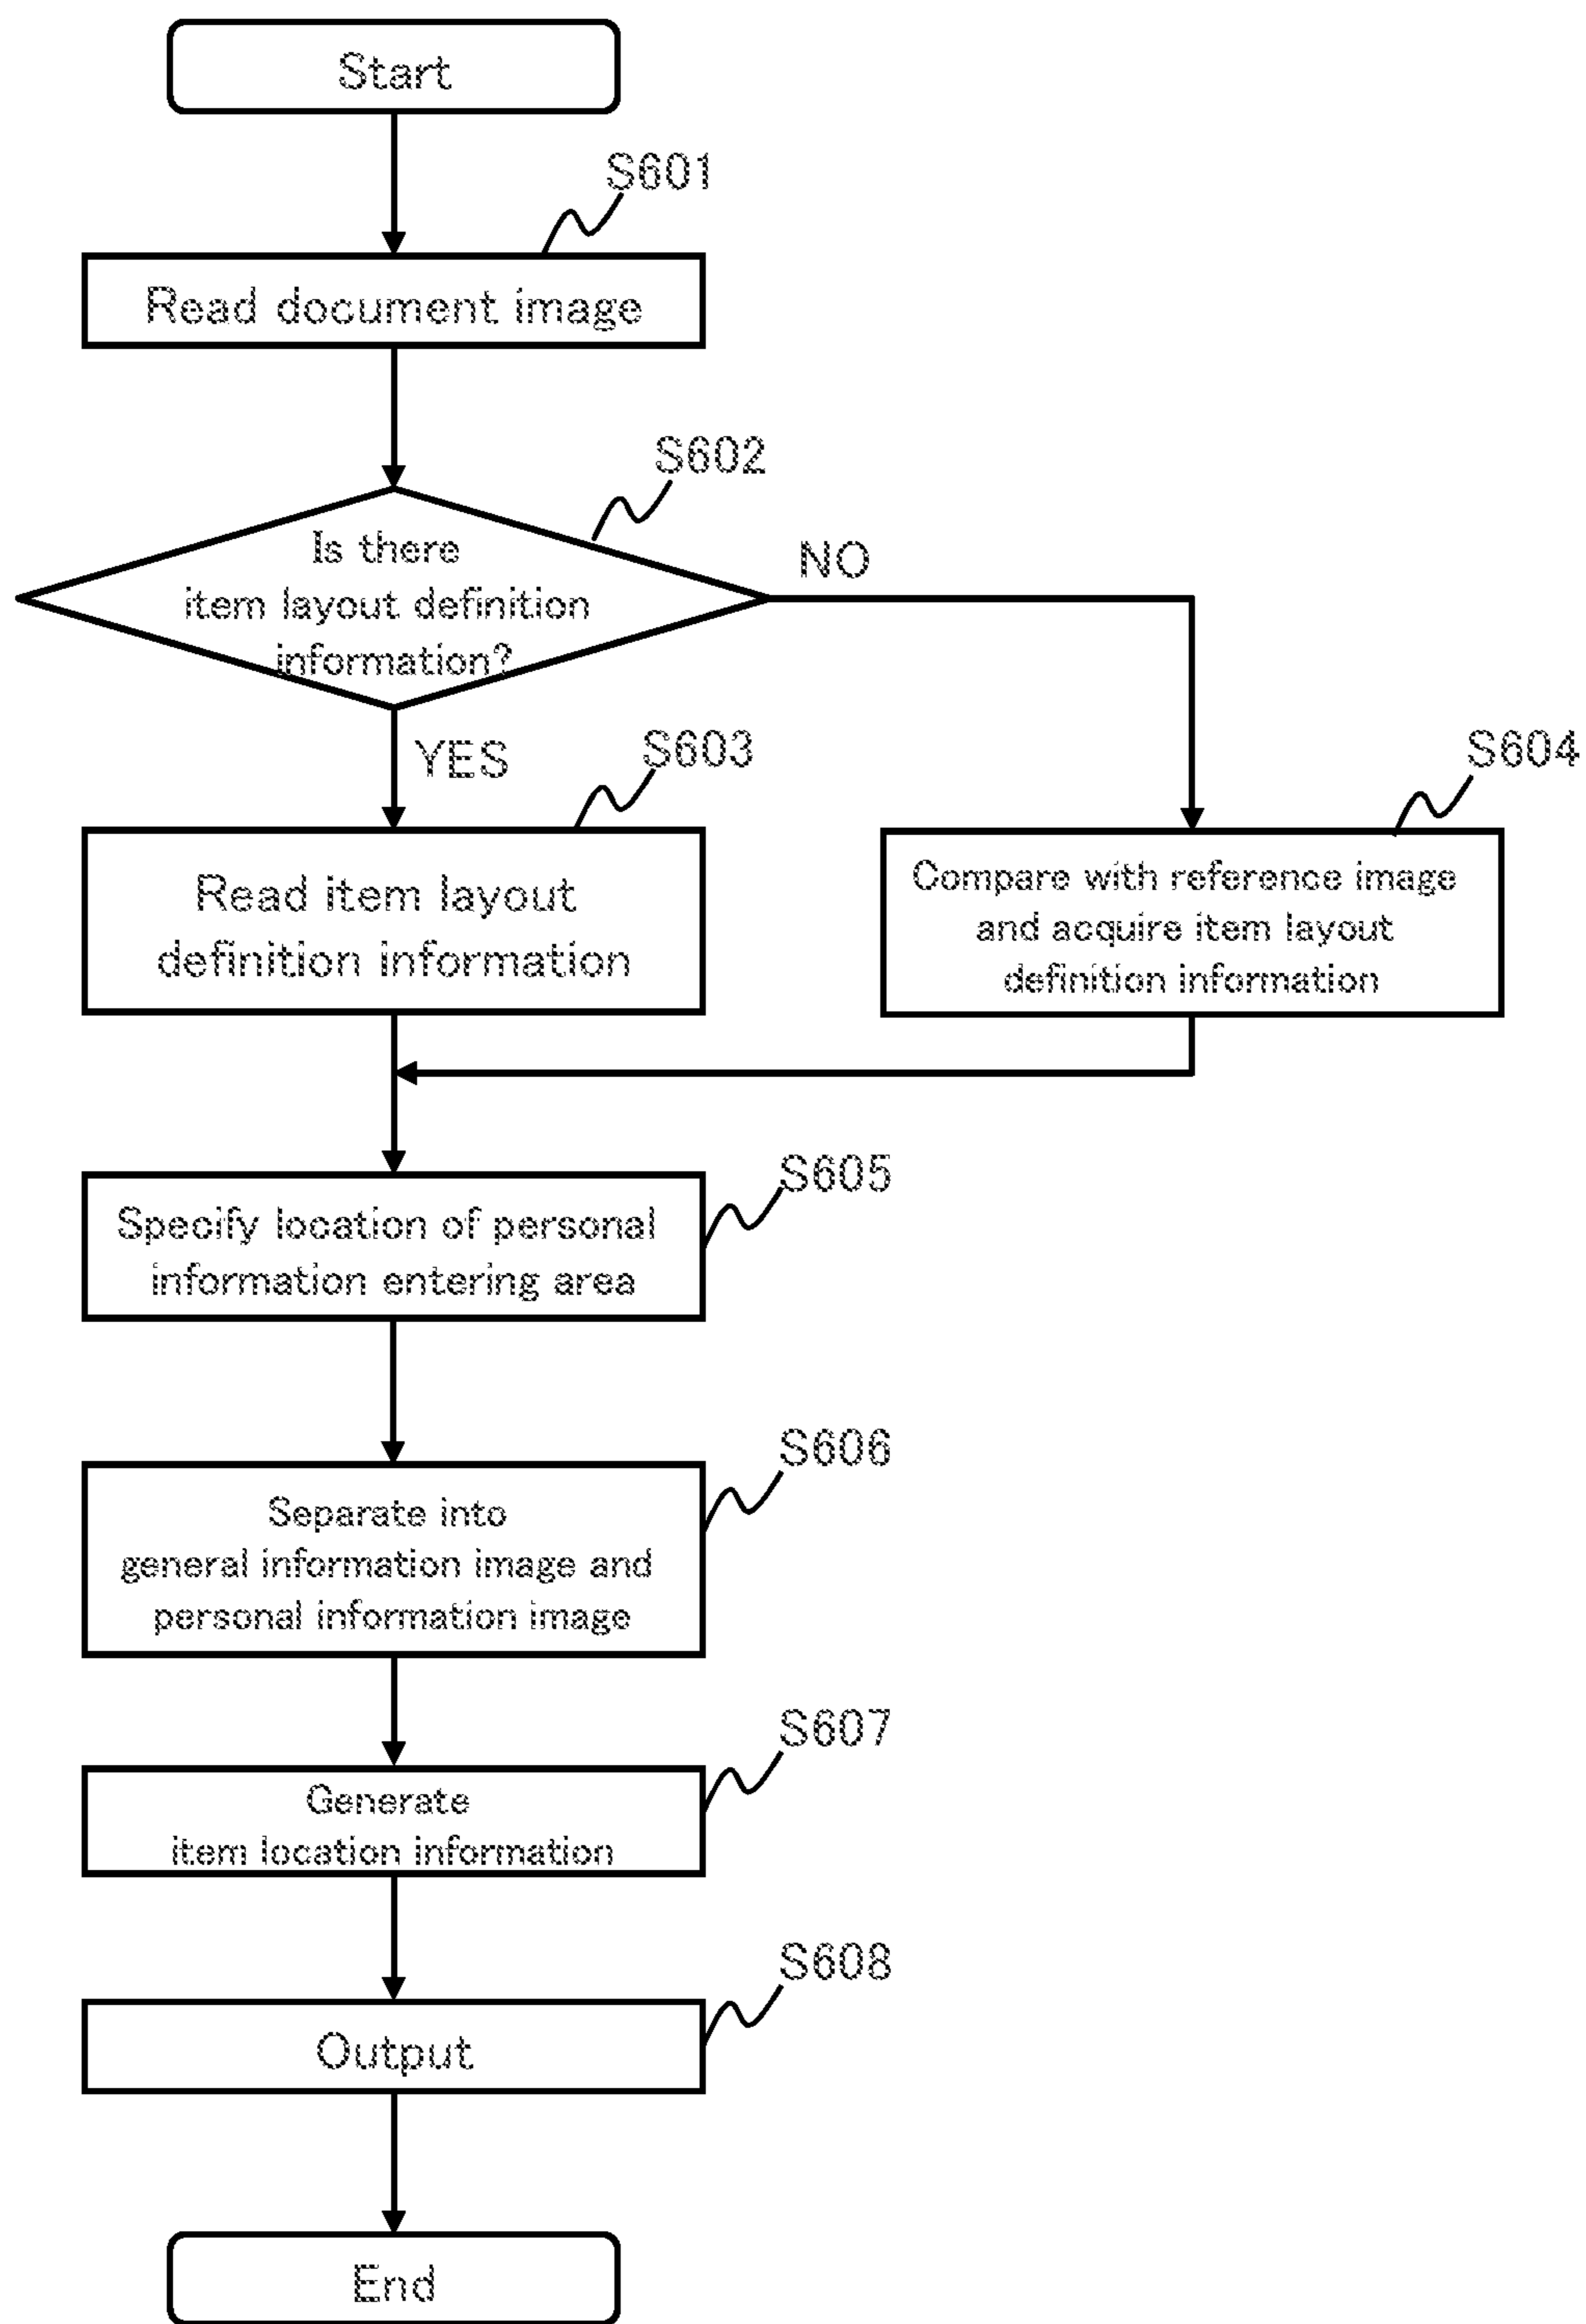 Start
S601
Read document image
S602
Is there
item layout definition
information?
NO
YES
S603
S604
Read item layout
definition information
Compare with reference image
and acquire item layout
definition information
S605
Specify location of personal
information entering area
S606
Separate into
general information image and
personal information image
S607
Generate
item location information
S608
Output
End